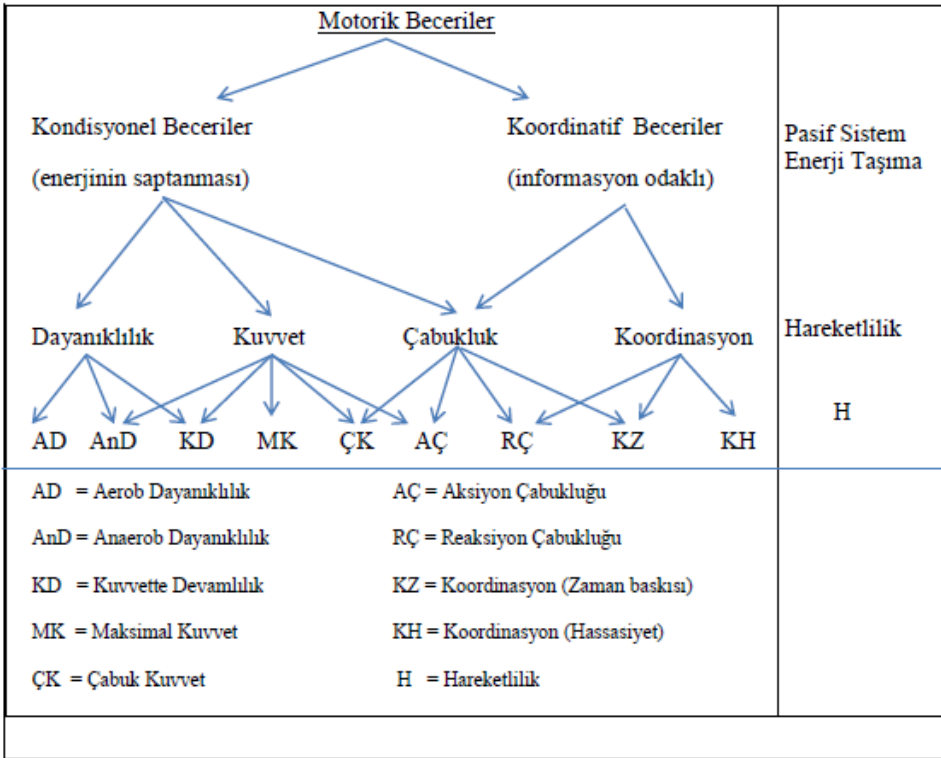 Motorik Beceriler
Kondisyonel Beceriler
(enerjinin saptanması)
Koordinatif Beceriler
(informasyon odaklı)
Pasif Sistem
Enerji Taşıma
Dayanıklılık Kuvvet Çabukluk Koordinasyon
Hareketlilik
AD AnD KD MK ÇK AÇ RÇ KZ KH
H
AD = Aerob Dayanıklılık
AnD = Anaerob Dayanıklılık
KD = Kuvvette Devamlılık
MK = Maksimal Kuvvet
ÇK = Çabuk Kuvvet
AÇ = Aksiyon Çabukluğu
RÇ = Reaksiyon Çabukluğu
KZ = Koordinasyon (Zaman baskısı)
KH = Koordinasyon (Hassasiyet)
H = Hareketlilik